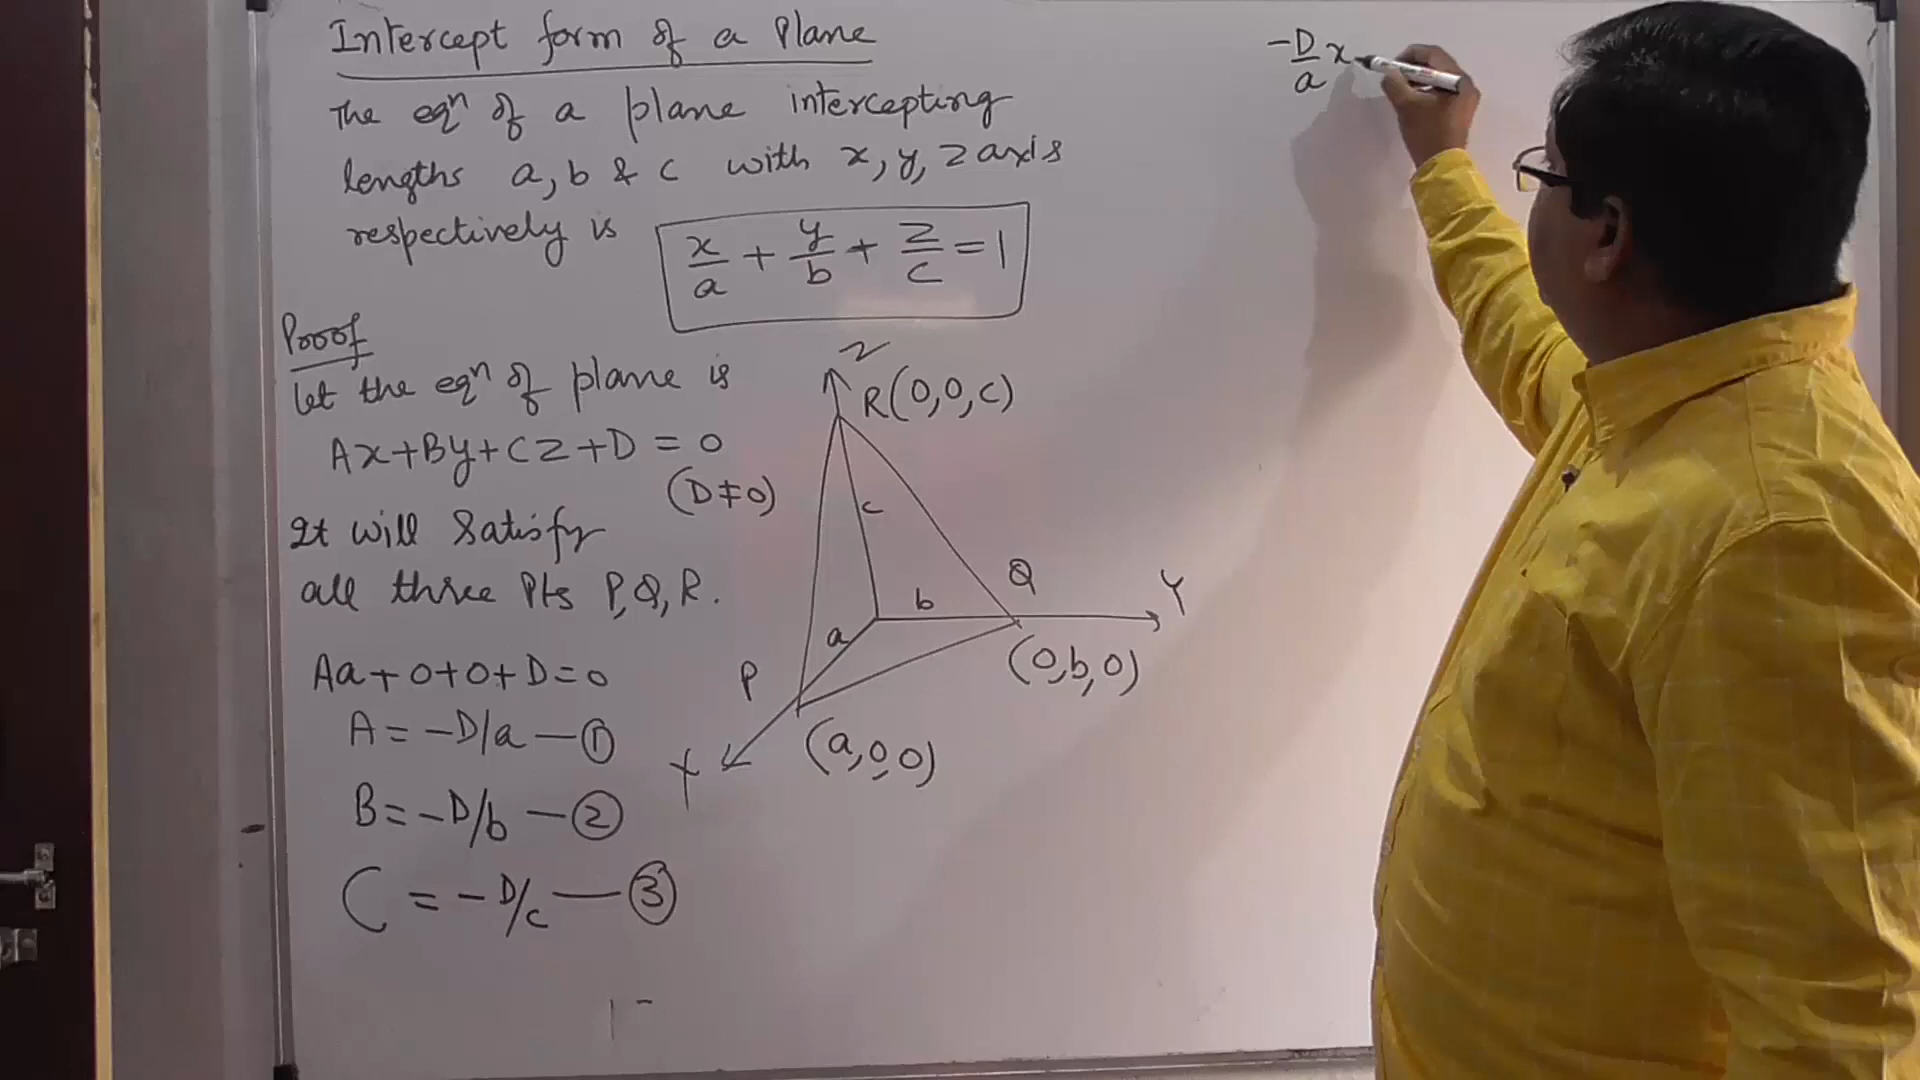 Intercept form of a Plane
The eqⁿ of a plane intercepting
lengths a, b & c with x, y, z axis
respectively is
x/a + y/b + z/c = 1
Proof
Let the eqⁿ of plane is
Ax+By+Cz+D = 0
(D≠0)
It will Satisfy
all three Pts P,Q,R.
Aa+0+0+D=0
A = -D/a — ①
B = -D/b — ②
C = -D/c — ③
Z
R(0,0,c)
c
Q
b
Y
a
P
(0,b,0)
(a,0,0)
X
-D/a x